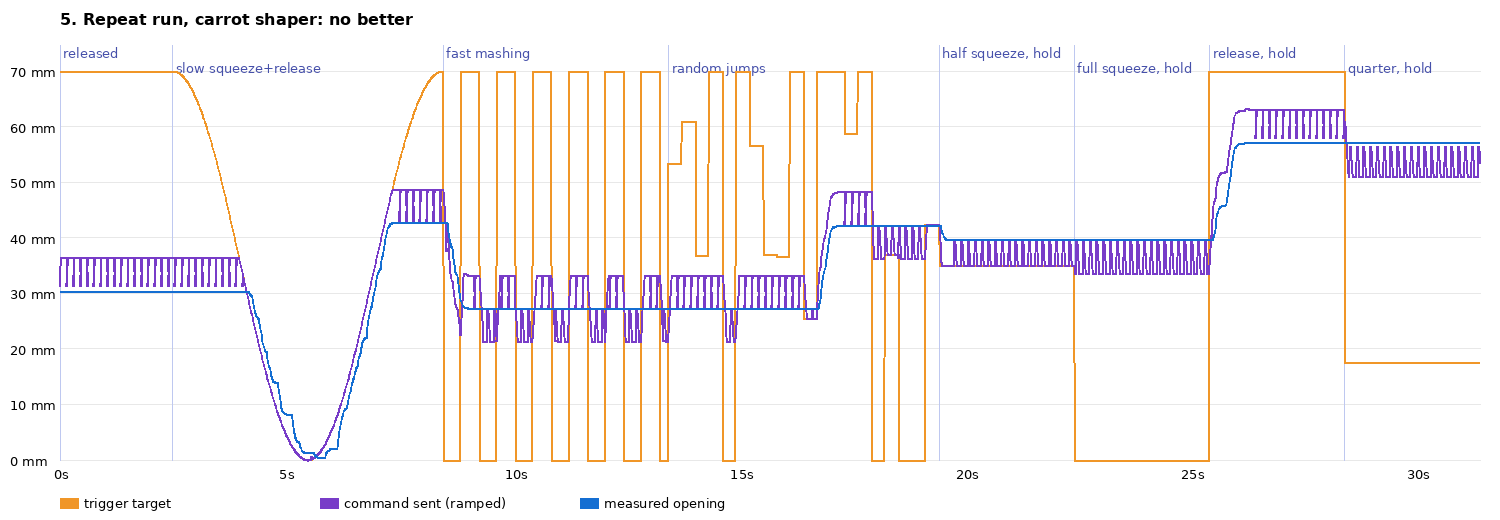 5. Repeat run, carrot shaper: no better
released
slow squeeze+release
fast mashing
random jumps
half squeeze, hold
full squeeze, hold
release, hold
quarter, hold
70 mm
60 mm
50 mm
40 mm
30 mm
20 mm
10 mm
0 mm
0s 5s 10s 15s 20s 25s 30s
trigger target command sent (ramped) measured opening